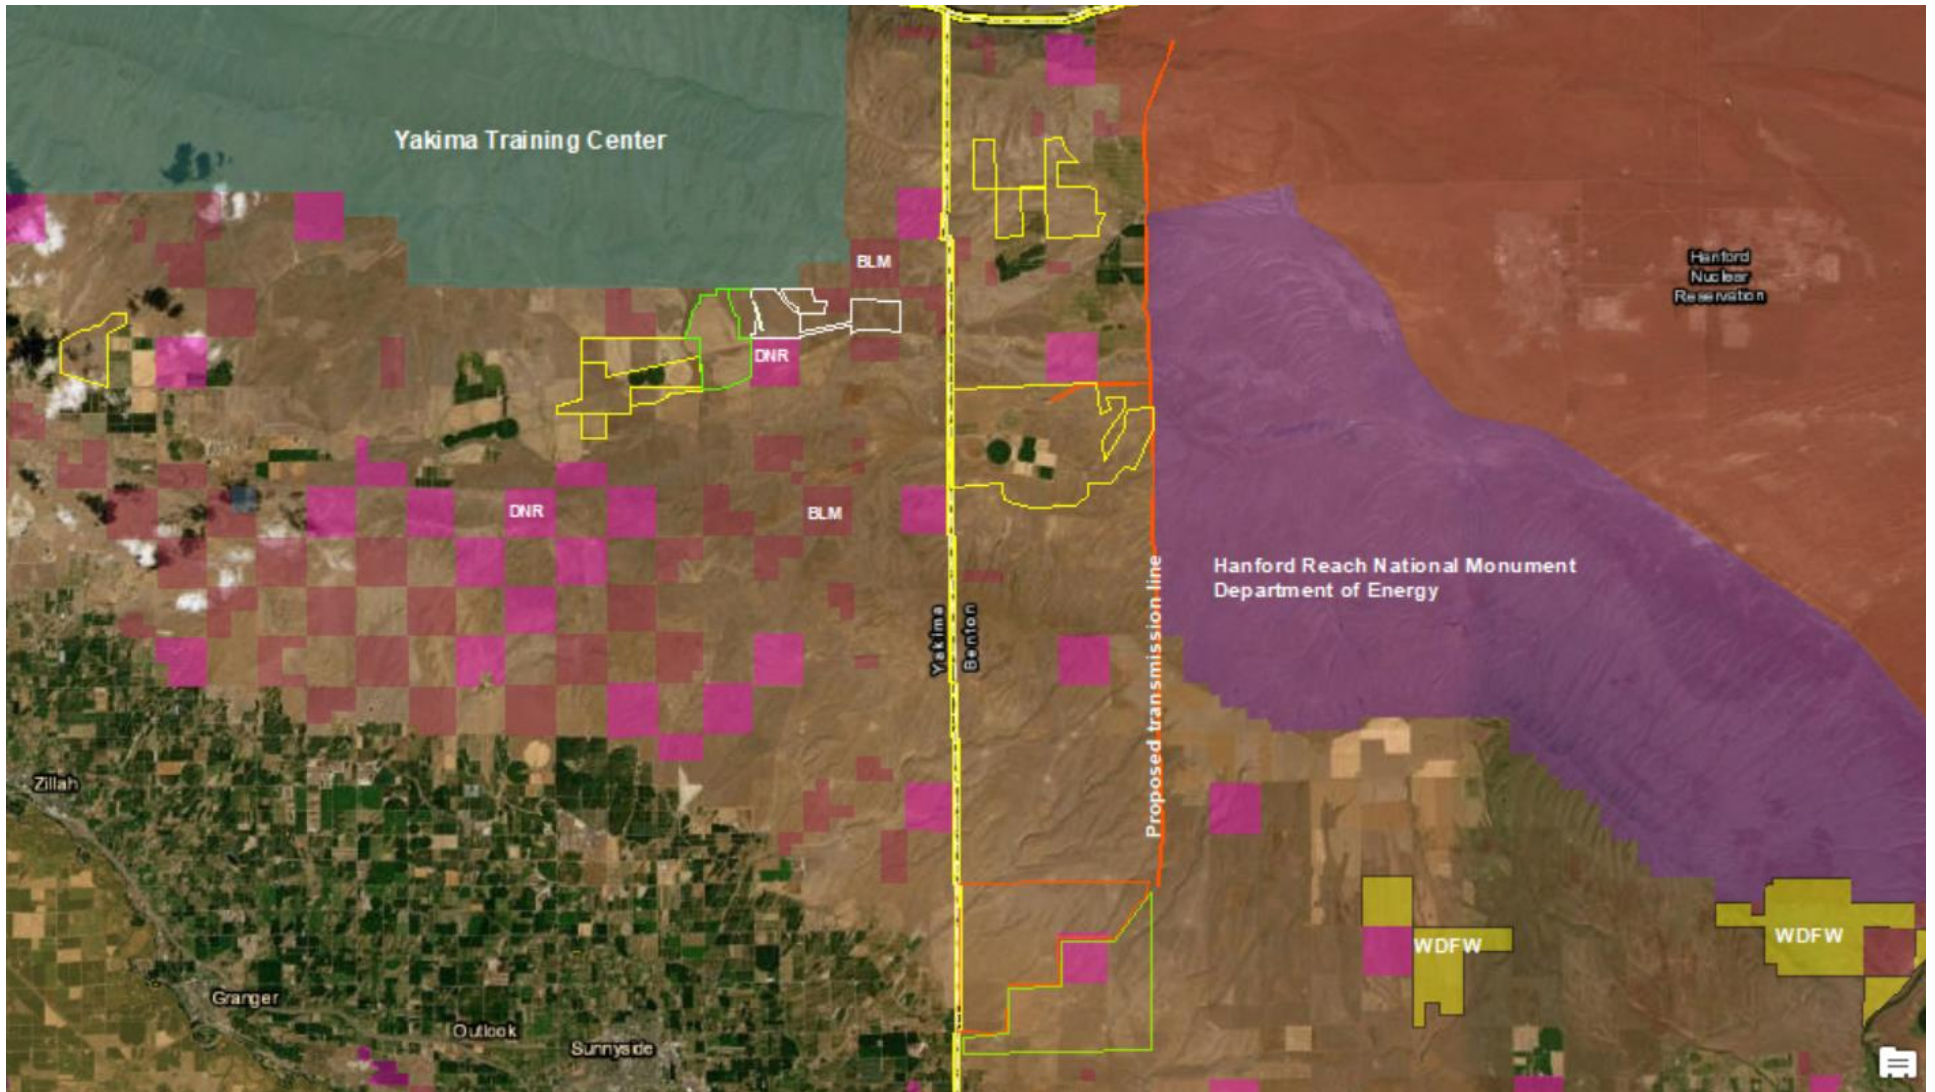 Yakima Training Center
BLM
Hanford
Nuclear
Reservation
DNR
DNR
BLM
Hanford Reach National Monument
Department of Energy
Yakima
Benton
Proposed transmission line
Zillah
WDFW
WDFW
Granger
Outlook
Sunnyside